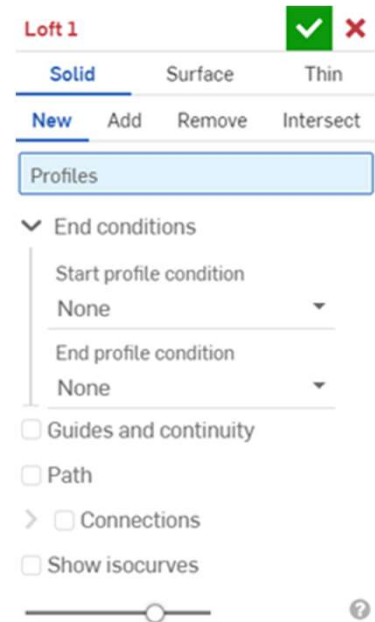 Loft 1
Solid Surface Thin
New Add Remove Intersect
Profiles
End conditions
Start profile condition
None
End profile condition
None
Guides and continuity
Path
Connections
Show isocurves
?